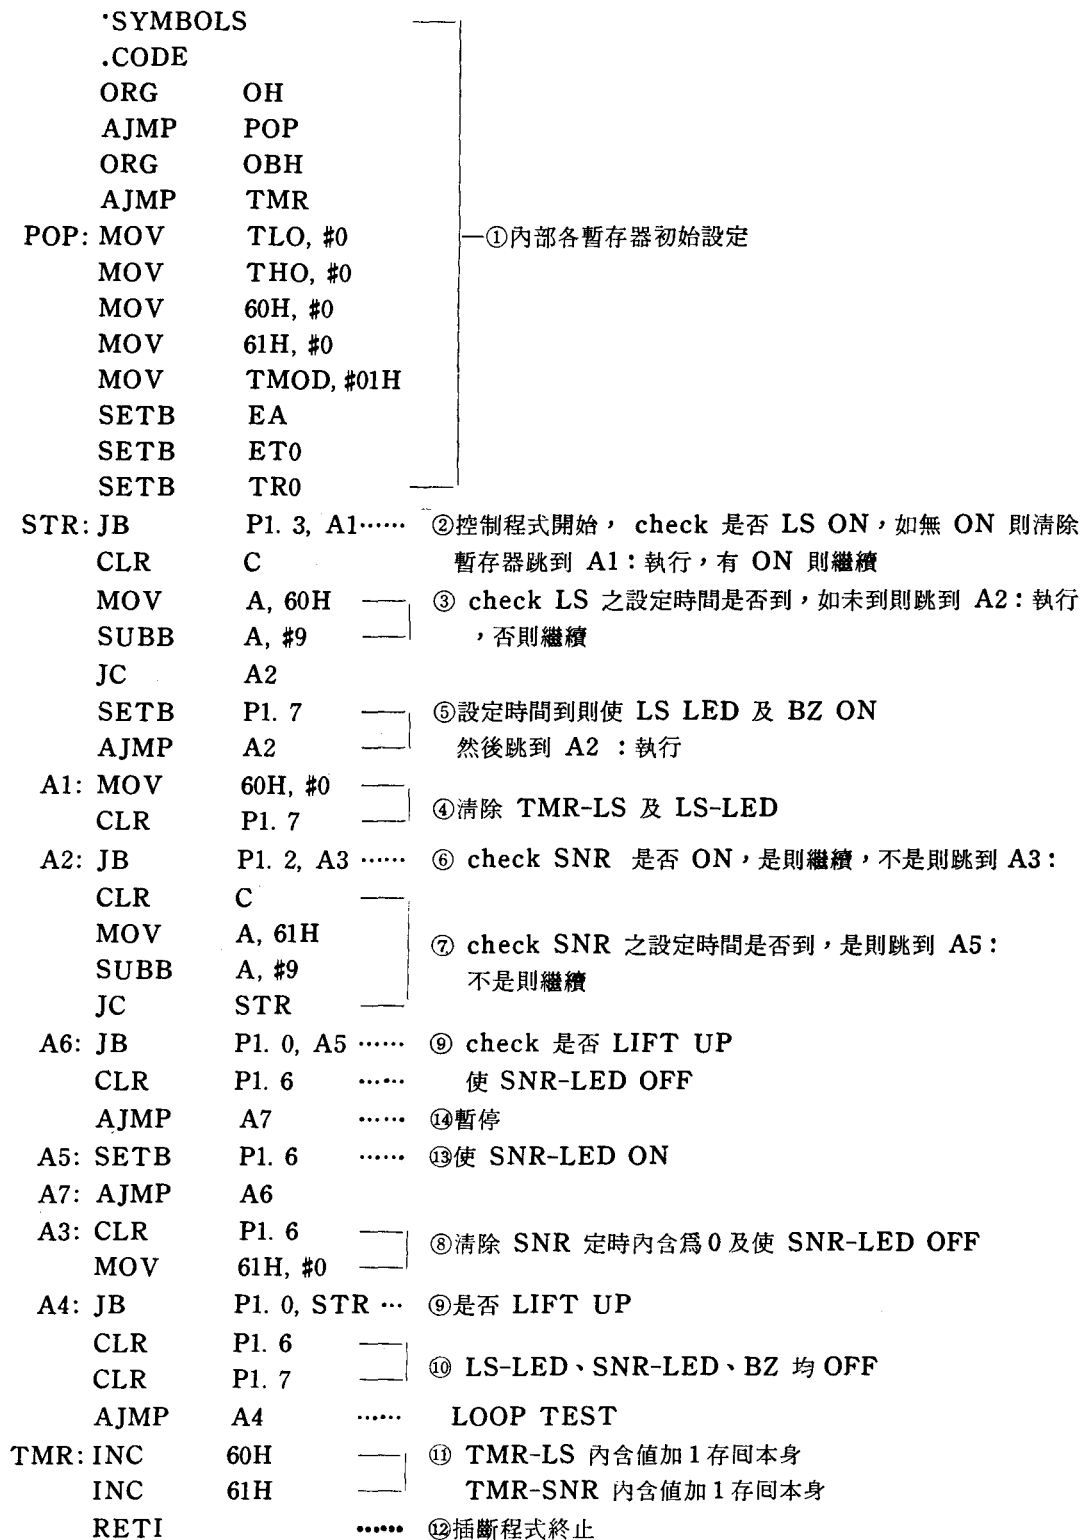 ·SYMBOLS
.CODE
ORG OH
AJMP POP
ORG OBH
AJMP TMR
POP: MOV TLO, #0 ①內部各暫存器初始設定
MOV THO, #0
MOV 60H, #0
MOV 61H, #0
MOV TMOD, #01H
SETB EA
SETB ET0
SETB TR0
STR: JB P1. 3, A1…… ②控制程式開始， check 是否 LS ON，如無 ON 則清除
CLR C 暫存器跳到 A1：執行，有 ON 則繼續
MOV A, 60H ③ check LS 之設定時間是否到，如未到則跳到 A2：執行
SUBB A, #9 ，否則繼續
JC A2
SETB P1. 7 ⑤設定時間到則使 LS LED 及 BZ ON
AJMP A2 然後跳到 A2 ：執行
A1: MOV 60H, #0
④清除 TMR-LS 及 LS-LED
CLR P1. 7
A2: JB P1. 2, A3 …… ⑥ check SNR 是否 ON，是則繼續，不是則跳到 A3：
CLR C
MOV A, 61H
⑦ check SNR 之設定時間是否到，是則跳到 A5：
SUBB A, #9
不是則繼續
JC STR
A6: JB P1. 0, A5 …… ⑨ check 是否 LIFT UP
CLR P1. 6 …… 使 SNR-LED OFF
AJMP A7 …… ⑭暫停
A5: SETB P1. 6 …… ⑬使 SNR-LED ON
A7: AJMP A6
A3: CLR P1. 6
⑧清除 SNR 定時內含爲0及使 SNR-LED OFF
MOV 61H, #0
A4: JB P1. 0, STR … ⑨是否 LIFT UP
CLR P1. 6
⑩ LS-LED、SNR-LED、BZ 均 OFF
CLR P1. 7
AJMP A4 …… LOOP TEST
TMR: INC 60H ⑪ TMR-LS 內含值加1存回本身
INC 61H TMR-SNR 內含值加1存回本身
RETI …… ⑫插斷程式終止